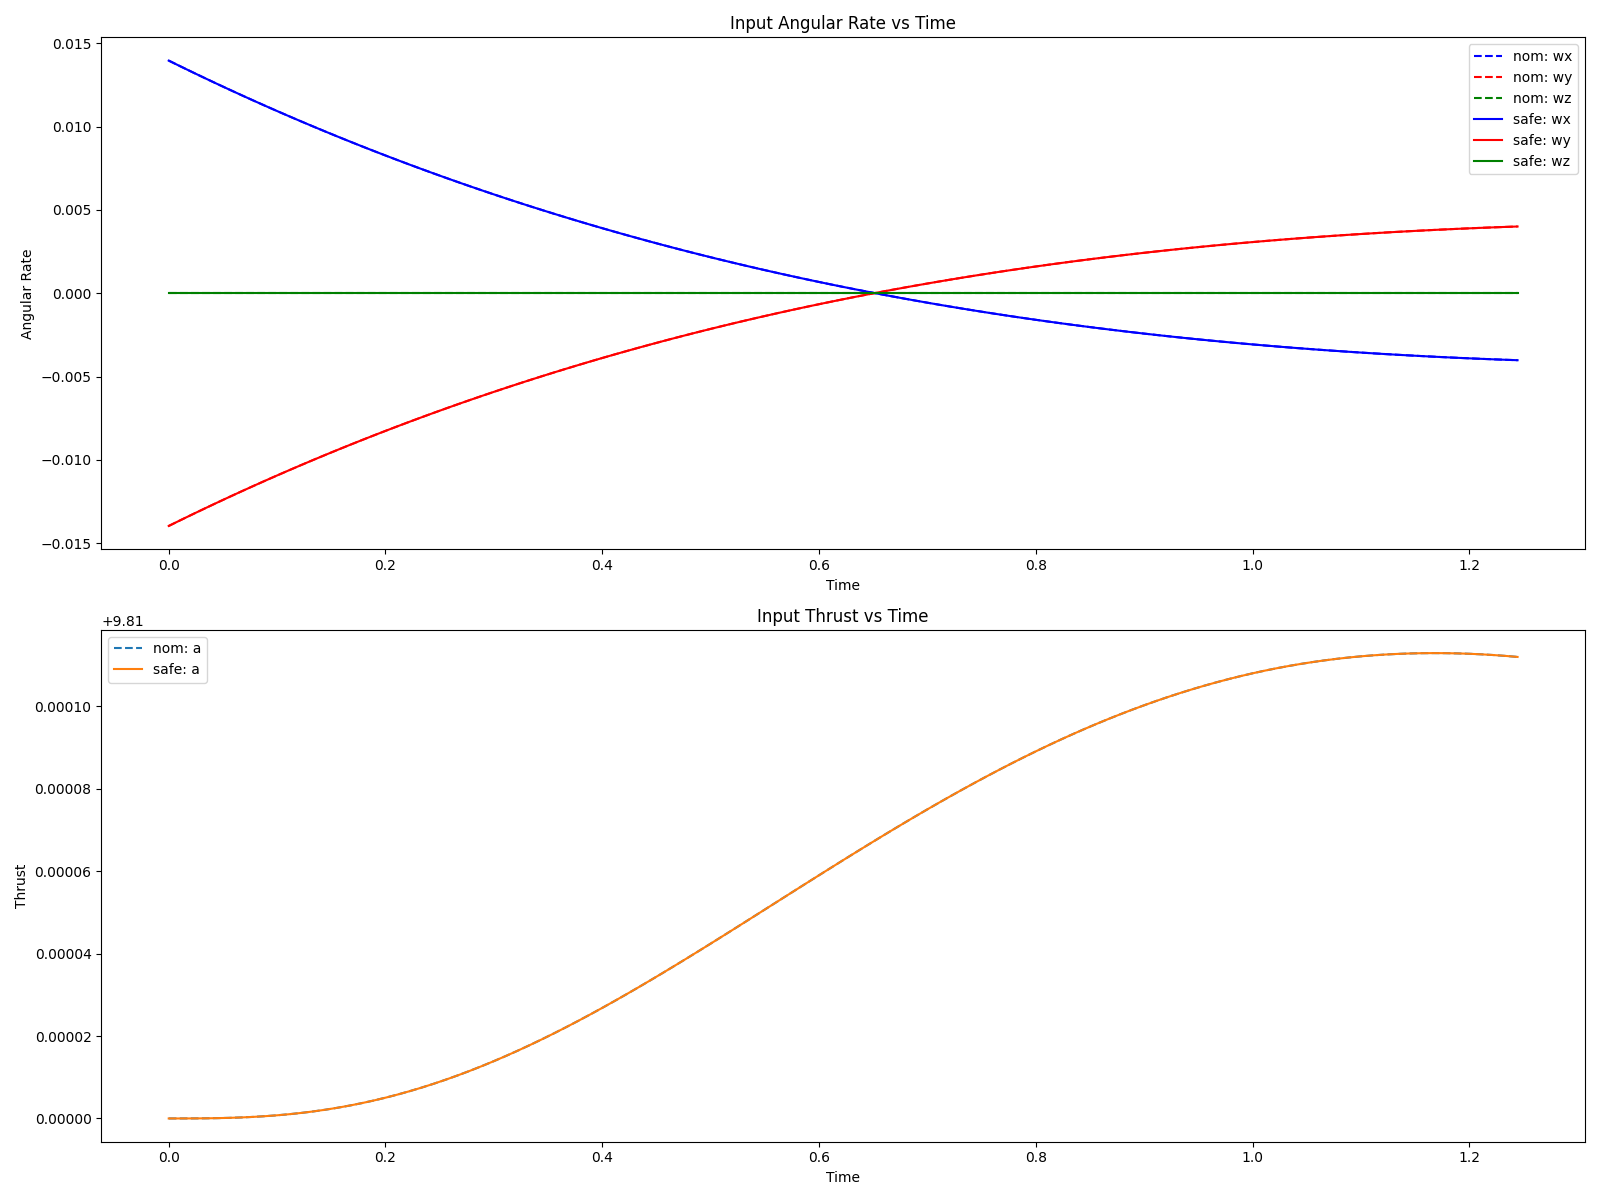 Input Angular Rate vs Time
0.015
0.010
0.005
0.000
−0.005
−0.010
−0.015
Angular Rate
nom: wx
nom: wy
nom: wz
safe: wx
safe: wy
safe: wz
0.0 0.2 0.4 0.6 0.8 1.0 1.2
Time
Input Thrust vs Time
+9.81
nom: a
safe: a
0.00010
0.00008
0.00006
0.00004
0.00002
0.00000
Thrust
0.0 0.2 0.4 0.6 0.8 1.0 1.2
Time